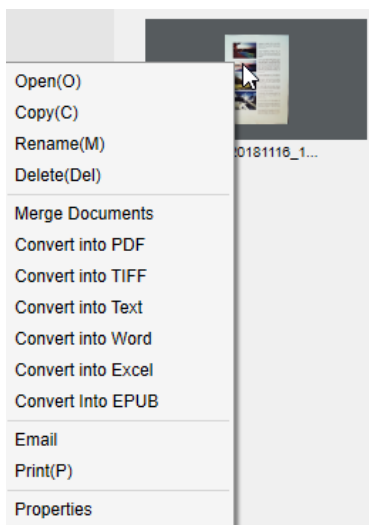 Open(O)
Copy(C)
Rename(M)
Delete(Del)
20181116_1...
Merge Documents
Convert into PDF
Convert into TIFF
Convert into Text
Convert into Word
Convert into Excel
Convert Into EPUB
Email
Print(P)
Properties